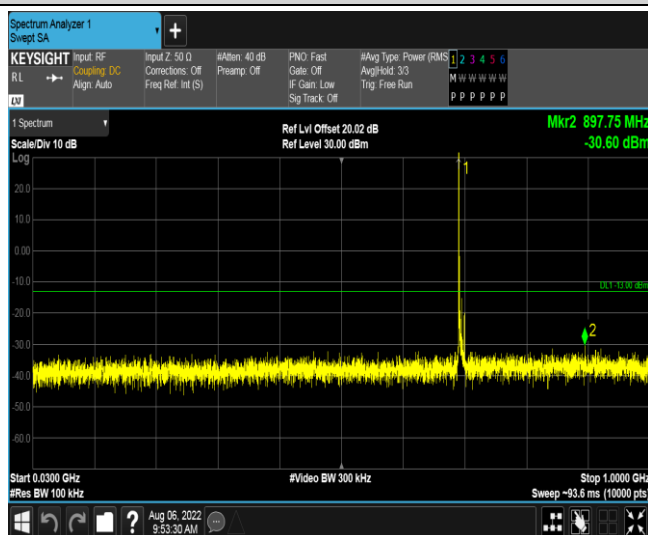 Spectrum Analyzer 1
Swept SA
+
KEYSIGHT
RL
Input: RF
Coupling: DC
Align: Auto
Input Z: 50 Ω
Corrections: Off
Freq Ref: Int (S)
#Atten: 40 dB
Preamp: Off
PNO: Fast
Gate: Off
IF Gain: Low
Sig Track: Off
#Avg Type: Power (RMS
Avg|Hold: 3/3
Trig: Free Run
1 2 3 4 5 6
M W W W W W
P P P P P P
LXI
1 Spectrum
Scale/Div 10 dB
Ref Lvl Offset 20.02 dB
Ref Level 30.00 dBm
Mkr2 897.75 MHz
-30.60 dBm
Log
1
20.0
10.0
0.00
-10.0
DL1 -13.00 dBm
-20.0
2
-30.0
-40.0
-50.0
-60.0
Start 0.0300 GHz
#Video BW 300 kHz
Stop 1.0000 GHz
#Res BW 100 kHz
Sweep ~93.6 ms (10000 pts)
?
Aug 06, 2022
9:53:30 AM